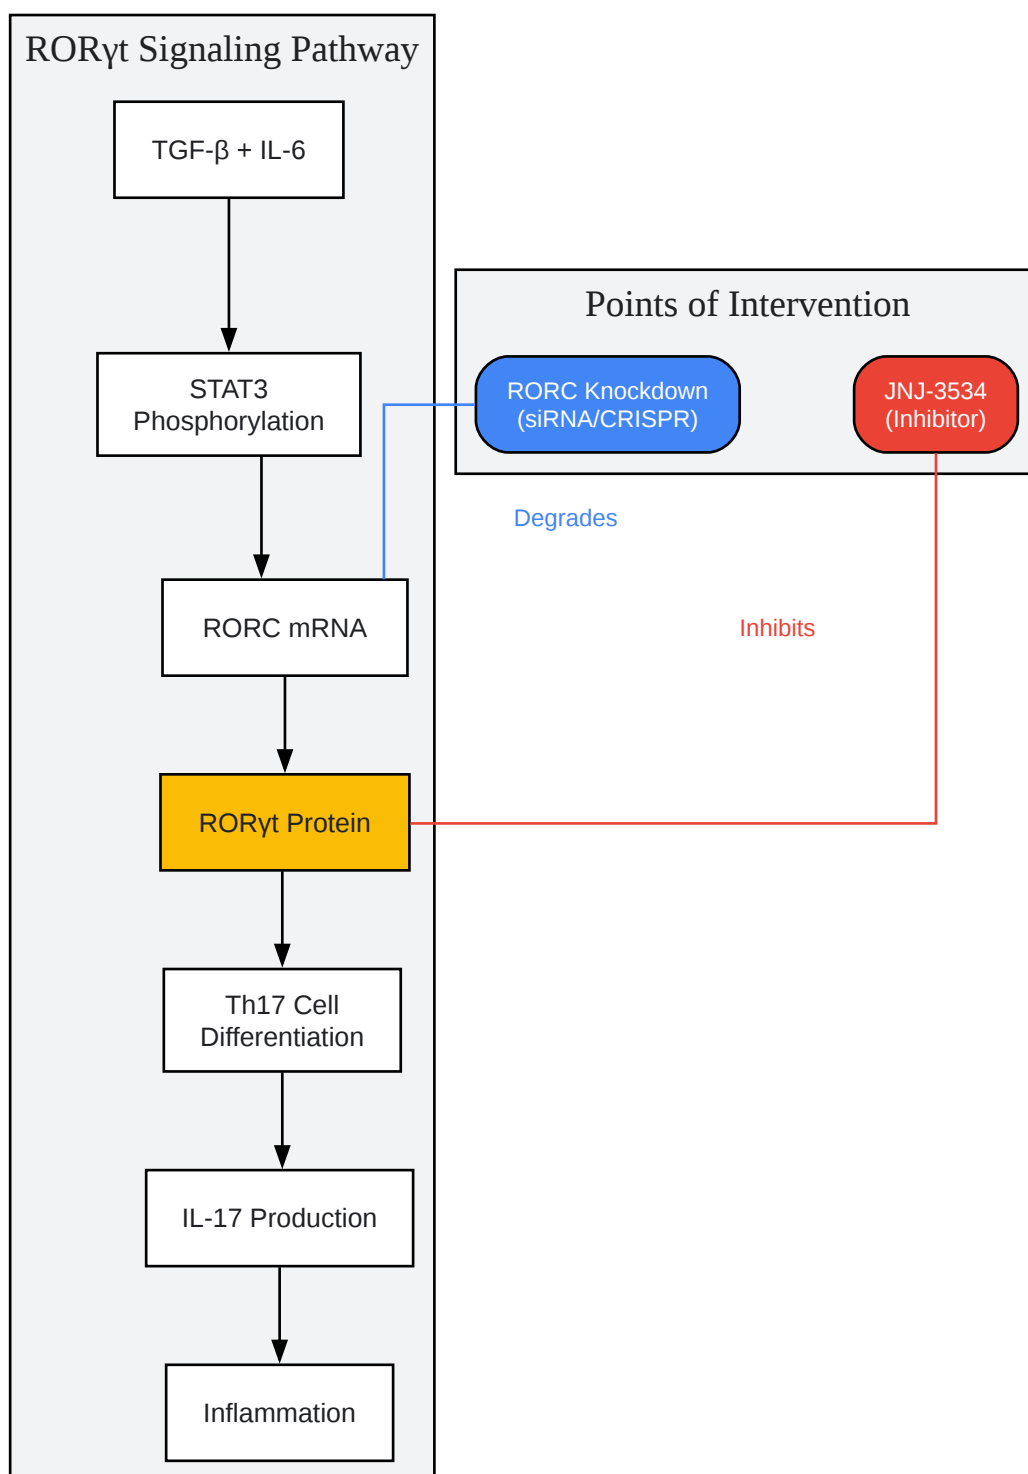 RORγt Signaling Pathway
TGF-β + IL-6
STAT3
Phosphorylation
RORC mRNA
RORγt Protein
Th17 Cell
Differentiation
IL-17 Production
Inflammation
Points of Intervention
RORC Knockdown
(siRNA/CRISPR)
JNJ-3534
(Inhibitor)
Degrades
Inhibits